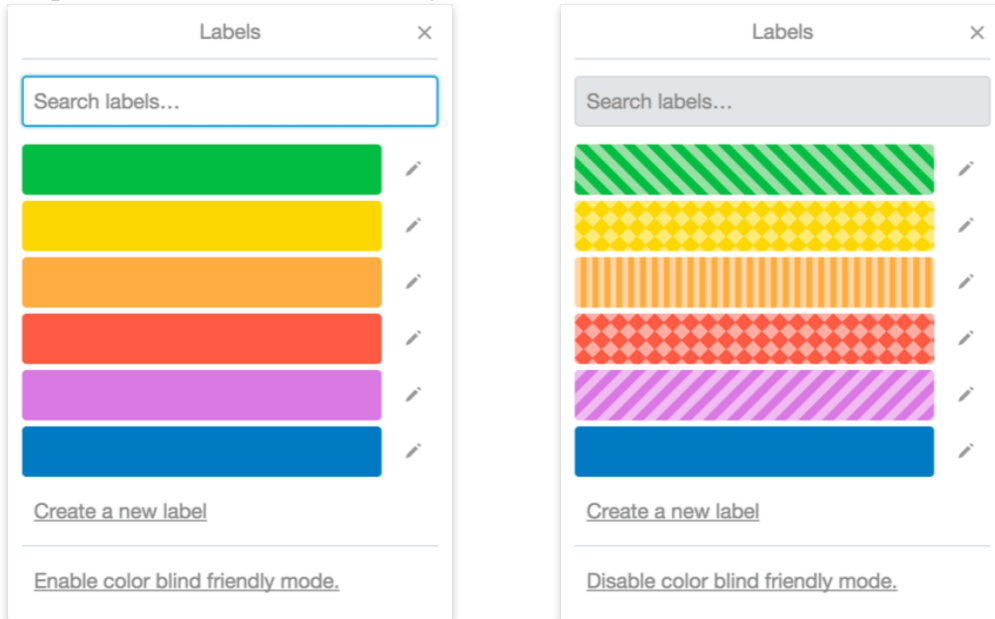 Labels
Search labels…
Create a new label
Enable color blind friendly mode.
Labels
Search labels…
Create a new label
Disable color blind friendly mode.